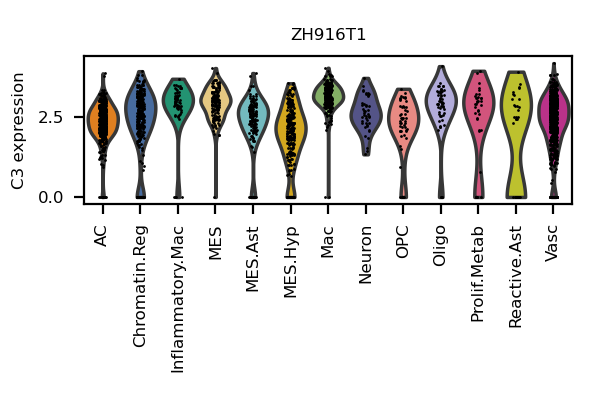 ZH916T1
C3 expression
2.5
0.0
AC
Chromatin.Reg
Inflammatory.Mac
MES
MES.Ast
MES.Hyp
Mac
Neuron
OPC
Oligo
Prolif.Metab
Reactive.Ast
Vasc